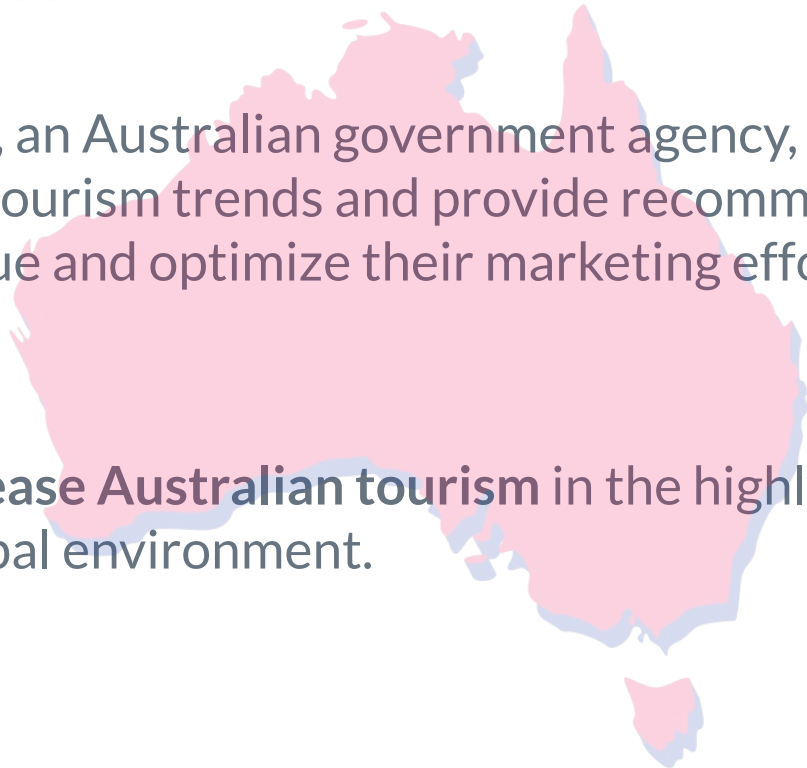 , an Australian government agency,
ourism trends and provide recomm
ue and optimize their marketing effo
ease Australian tourism in the highl
bal environment.